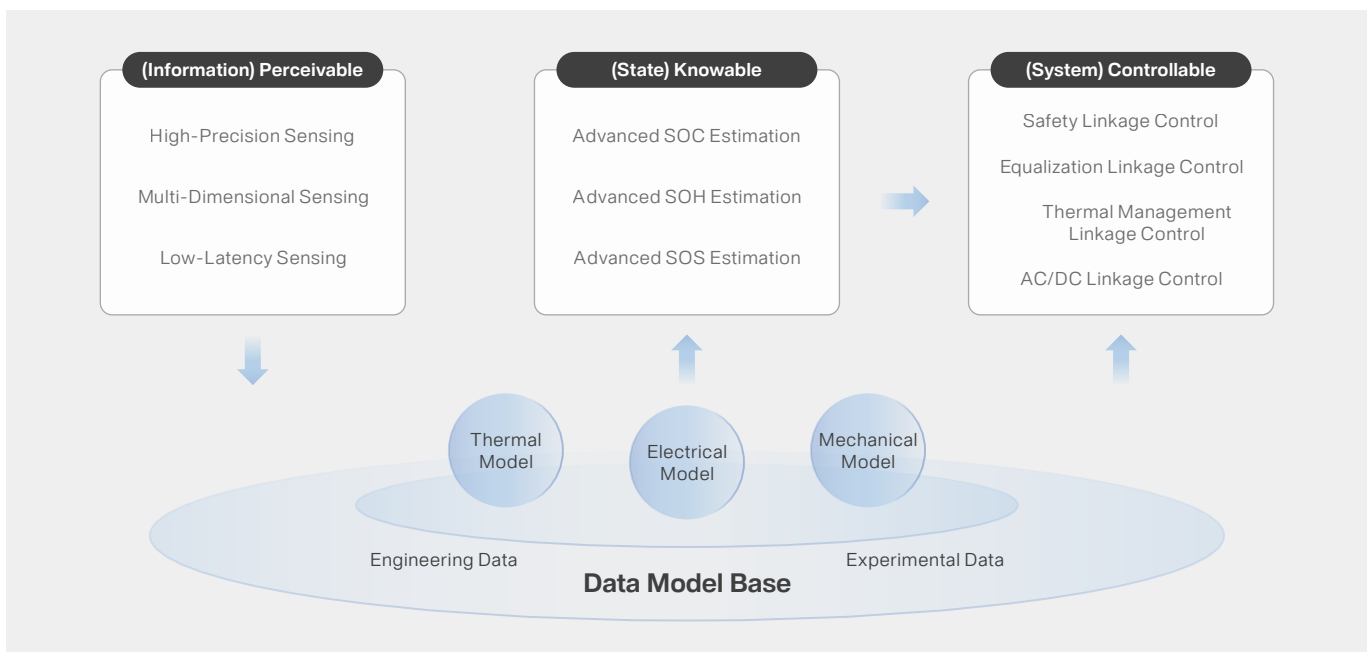 (Information) Perceivable
High-Precision Sensing
Multi-Dimensional Sensing
Low-Latency Sensing
(State) Knowable
Advanced SOC Estimation
Advanced SOH Estimation
Advanced SOS Estimation
(System) Controllable
Safety Linkage Control
Equalization Linkage Control
Thermal Management
Linkage Control
AC/DC Linkage Control
Thermal
Model
Electrical
Model
Mechanical
Model
Engineering Data
Experimental Data
Data Model Base